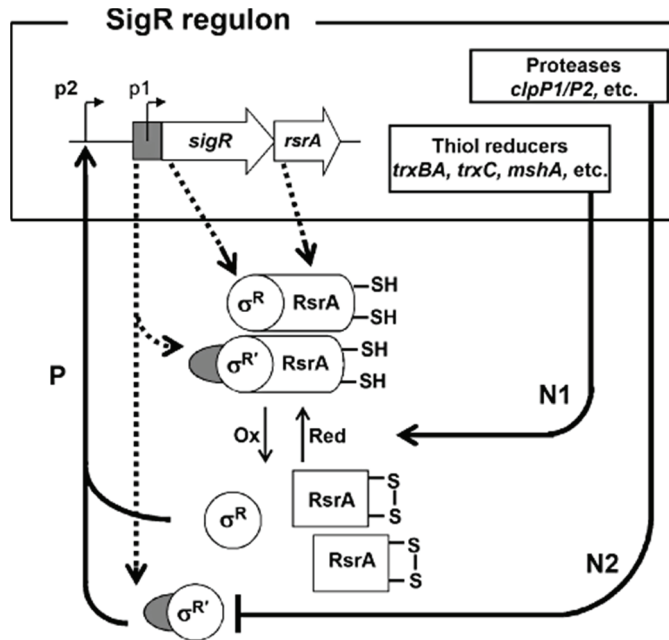 SigR regulon
Proteases
clpP1/P2, etc.
p2
p1
sigR
rsrA
Thiol reducers
trxBA, trxC, mshA, etc.
σR
RsrA
SH
SH
σR'
RsrA
SH
SH
P
N1
Ox
Red
σR
RsrA
S
S
RsrA
S
S
N2
σR'